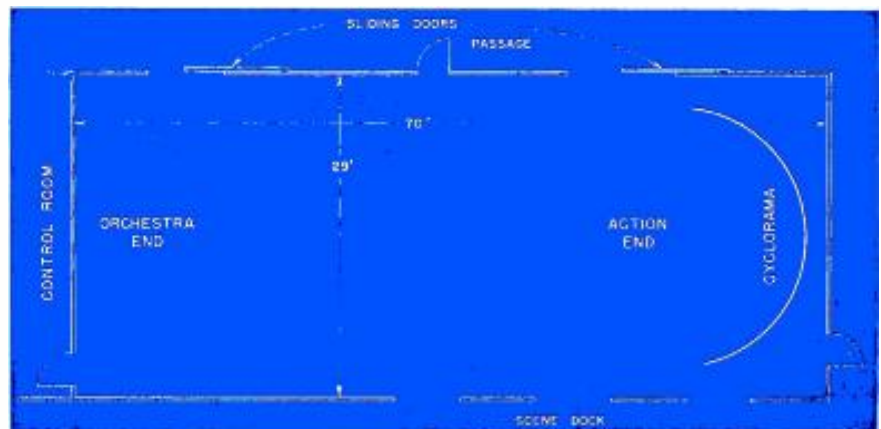 SLIDING DOORS
PASSAGE
70'
29'
CONTROL ROOM
ORCHESTRA
END
ACTION
END
CYCLORAMA
SCENE DOCK